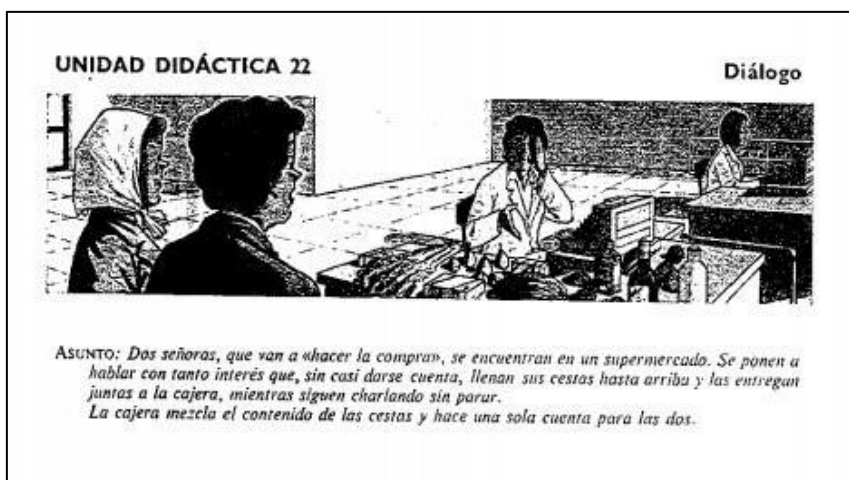 UNIDAD DIDÁCTICA 22
Diálogo
ASUNTO: Dos señoras, que van a «hacer la compra», se encuentran en un supermercado. Se ponen a
hablar con tanto interés que, sin casi darse cuenta, llenan sus cestas hasta arriba y las entregan
juntas a la cajera, mientras siguen charlando sin parar.
La cajera mezcla el contenido de las cestas y hace una sola cuenta para las dos.